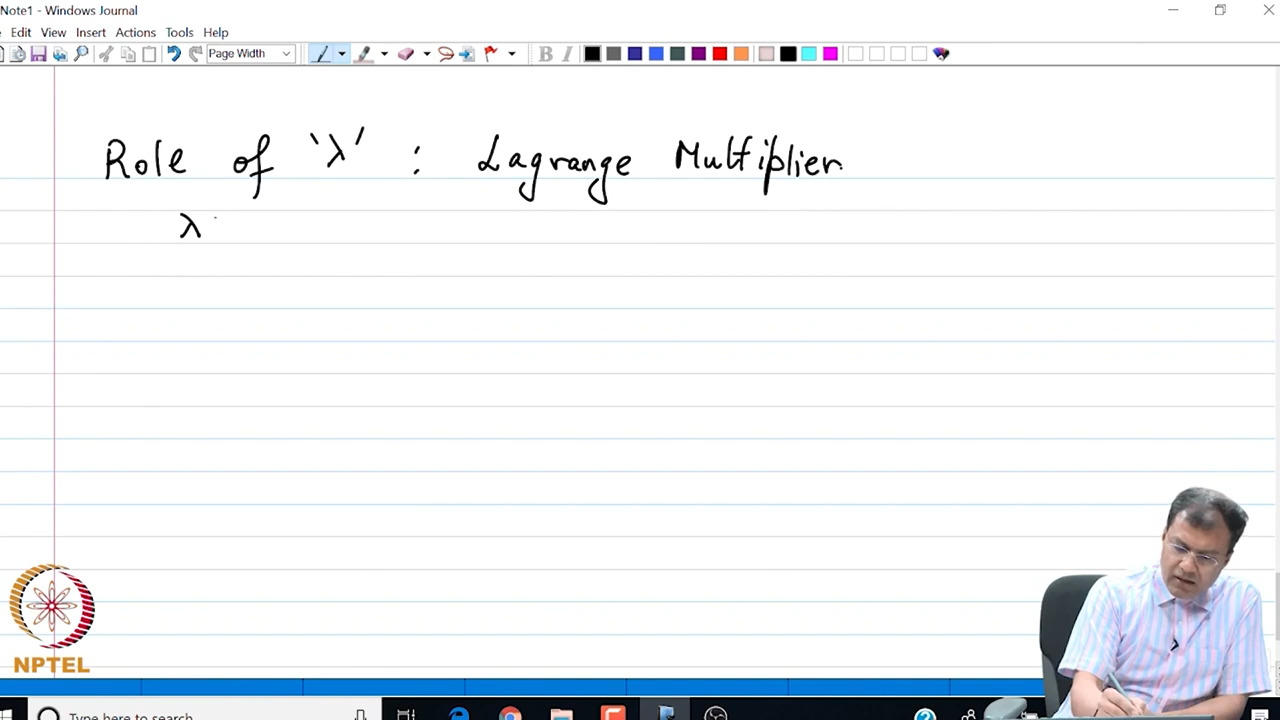 Note1 - Windows Journal
Edit View Insert Actions Tools Help
Page Width B I
Role of 'λ' : Lagrange Multiplier
λ
NPTEL
Type here to search